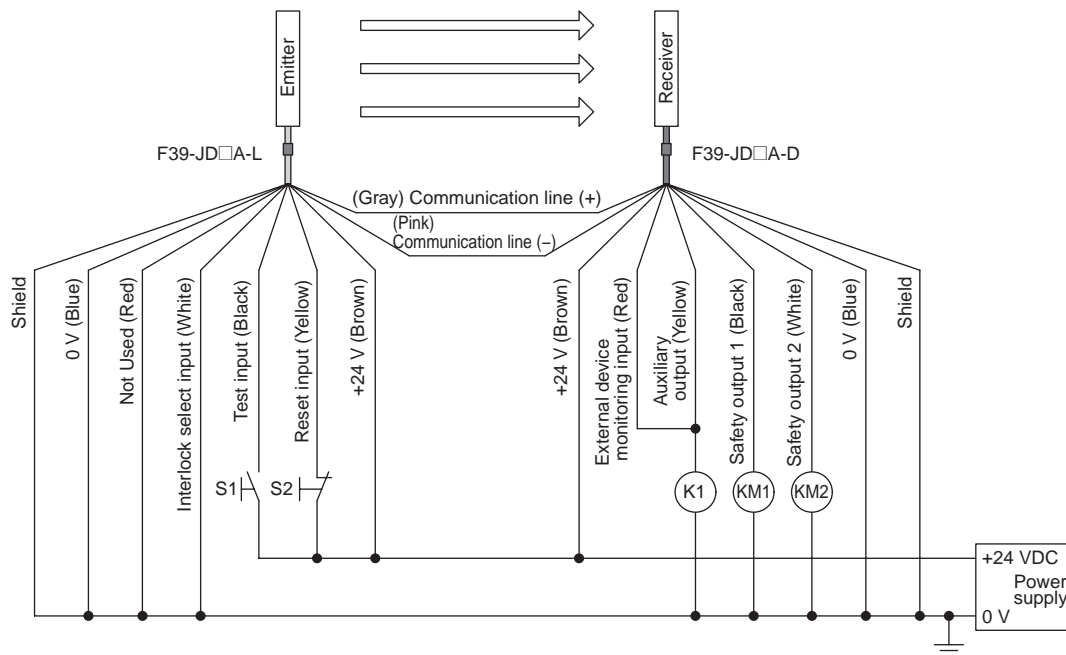 Emitter
Receiver
F39-JD□A-L
F39-JD□A-D
(Gray) Communication line (+)
(Pink)
Communication line (−)
Shield
0 V (Blue)
Not Used (Red)
Interlock select input (White)
Test input (Black)
Reset input (Yellow)
+24 V (Brown)
+24 V (Brown)
External device
monitoring input (Red)
Auxiliary
output (Yellow)
Safety output 1 (Black)
Safety output 2 (White)
0 V (Blue)
Shield
S1
S2
K1
KM1
KM2
+24 VDC
Power
supply
0 V